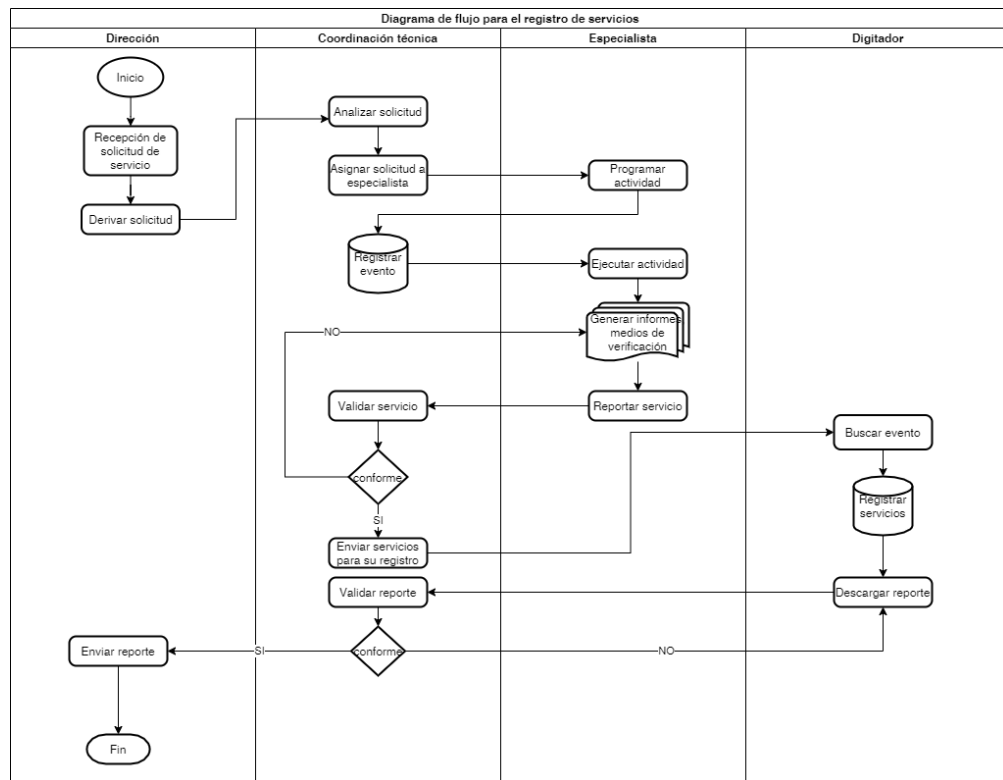 Diagrama de flujo para el registro de servicios
Dirección
Coordinación técnica
Especialista
Digitador
Inicio
Recepción de
solicitud de
servicio
Derivar solicitud
Analizar solicitud
Asignar solicitud a
especialista
Programar
actividad
Registrar
evento
Ejecutar actividad
Generar informes
medios de
verificación
NO
Reportar servicio
Validar servicio
conforme
SI
Enviar servicios
para su registro
Buscar evento
Registrar
servicios
Descargar reporte
Validar reporte
conforme
NO
SI
Enviar reporte
Fin